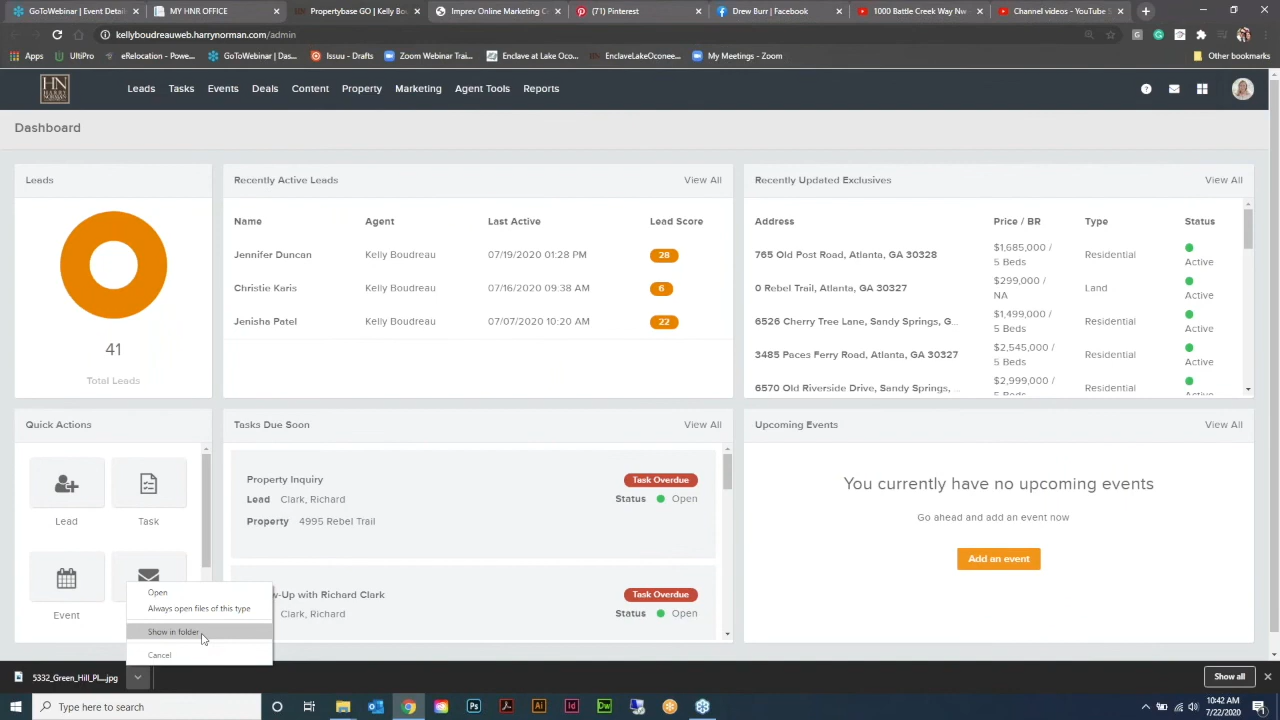 GoToWebinar | Dashboard
MY HNR OFFICE
Propertybase GO | Kelly Bou
Imprev Online Marketing C
(71) Pinterest
Drew Burr | Facebook
1000 Battle Creek Way Nw
Channel videos - YouTube S
kellyboudreauweb.harrynorman.com/admin
Apps
UltiPro
eRelocation - Powe...
GoToWebinar | Das...
Issuu - Drafts
Zoom Webinar Trai...
Enclave at Lake Oco...
EnclaveLakeOconee...
My Meetings - Zoom
Other bookmarks
HN
Leads
Tasks
Events
Deals
Content
Property
Marketing
Agent Tools
Reports
Dashboard
Leads
41
Total Leads
Recently Active Leads
View All
Name Agent Last Active Lead Score
Jennifer Duncan Kelly Boudreau 07/19/2020 01:28 PM 28
Christie Karis Kelly Boudreau 07/16/2020 09:38 AM 6
Jenisha Patel Kelly Boudreau 07/07/2020 10:20 AM 22
Recently Updated Exclusives
View All
Address Price / BR Type Status
765 Old Post Road, Atlanta, GA 30328 $1,685,000 / 5 Beds Residential Active
0 Rebel Trail, Atlanta, GA 30327 $299,000 / NA Land Active
6526 Cherry Tree Lane, Sandy Springs, G... $1,499,000 / 5 Beds Residential Active
3485 Paces Ferry Road, Atlanta, GA 30327 $2,545,000 / 5 Beds Residential Active
6570 Old Riverside Drive, Sandy Springs, ... $2,999,000 / 5 Beds Residential Active
Quick Actions
Lead
Task
Event
Open
Always open files of this type
Show in folder
Cancel
Tasks Due Soon
View All
Property Inquiry
Task Overdue
Lead Clark, Richard
Status Open
Property 4995 Rebel Trail
w-Up with Richard Clark
Task Overdue
Clark, Richard
Status Open
Upcoming Events
View All
You currently have no upcoming events
Go ahead and add an event now
Add an event
5332_Green_Hill_Pl....jpg
Show all
Type here to search
10:42 AM
7/22/2020